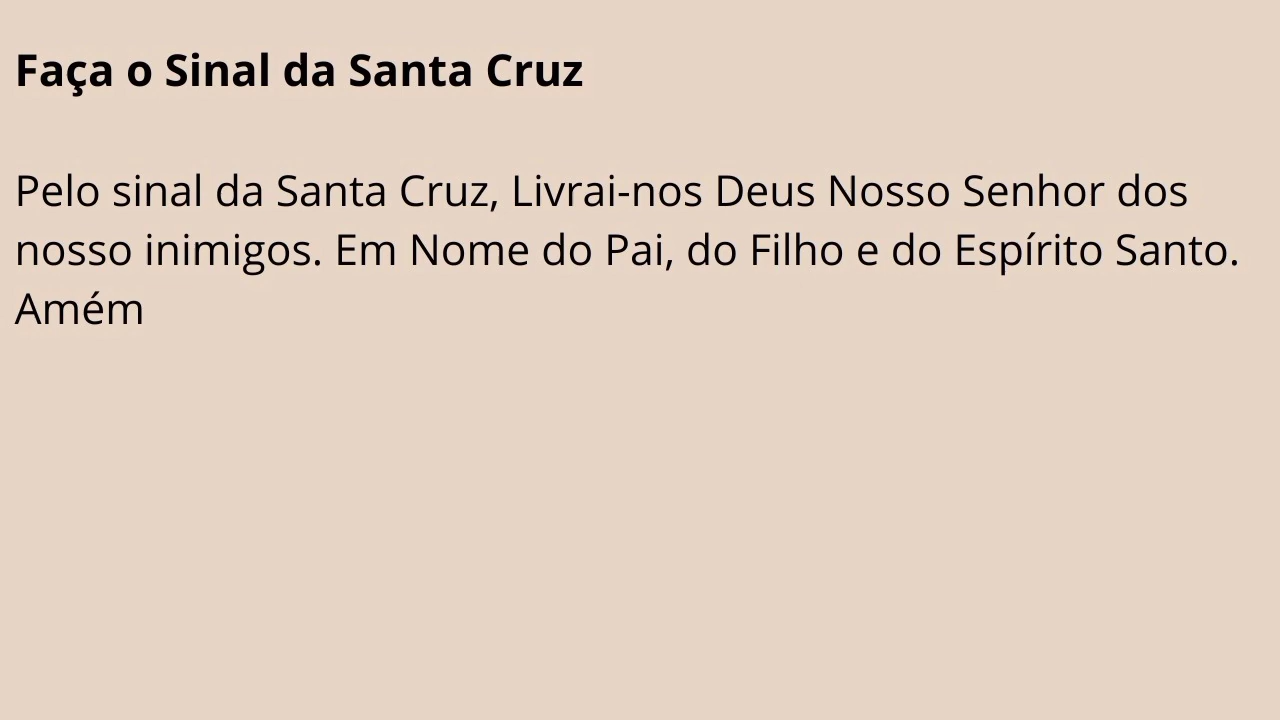 Faça o Sinal da Santa Cruz
Pelo sinal da Santa Cruz, Livrai-nos Deus Nosso Senhor dos
nosso inimigos. Em Nome do Pai, do Filho e do Espírito Santo.
Amém